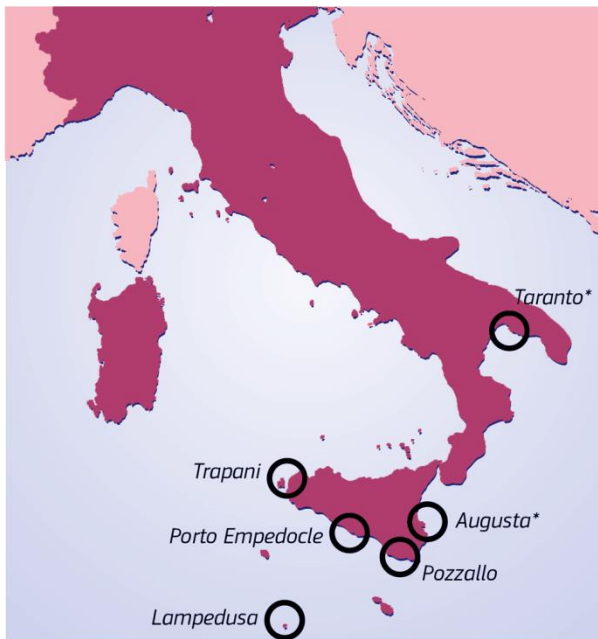 Taranto*
Trapani
Augusta*
Porto Empedocle
Pozzallo
Lampedusa